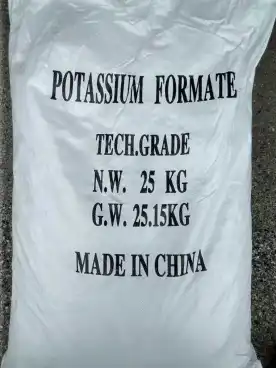 POTASSIUM FORMATE
TECH.GRADE
N.W. 25 KG
G.W. 25.15KG
MADE IN CHINA